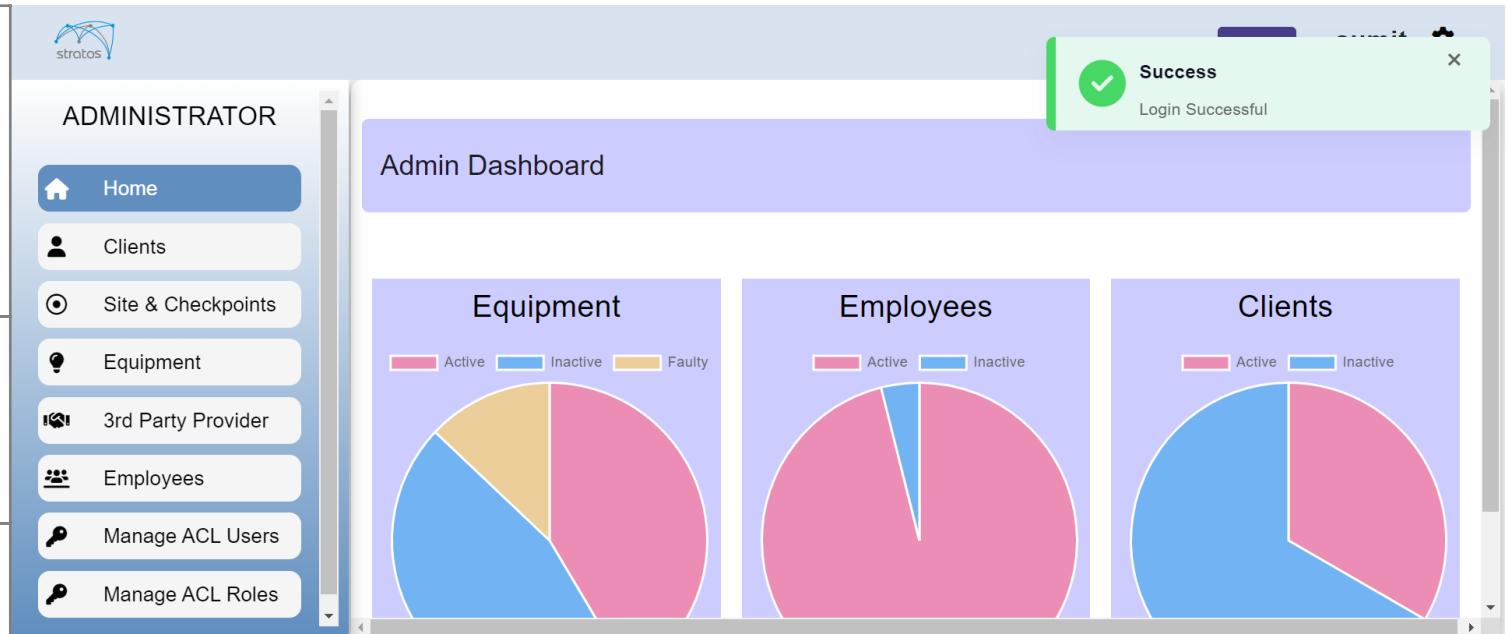 stratos
Success
Login Successful
ADMINISTRATOR
Home
Clients
Site & Checkpoints
Equipment
3rd Party Provider
Employees
Manage ACL Users
Manage ACL Roles
Admin Dashboard
Equipment
Active Inactive Faulty
Employees
Active Inactive
Clients
Active Inactive